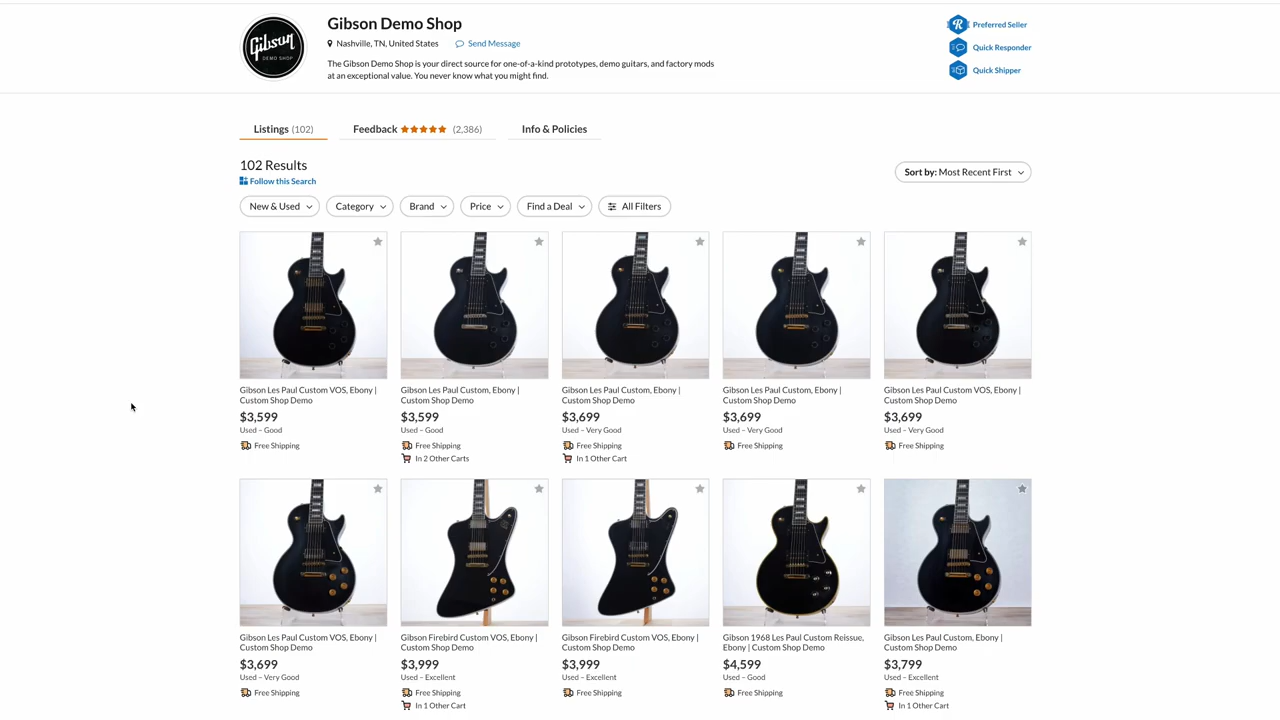 Gibson
DEMO SHOP
Gibson Demo Shop
Nashville, TN, United States
Send Message
The Gibson Demo Shop is your direct source for one-of-a-kind prototypes, demo guitars, and factory mods
at an exceptional value. You never know what you might find.
Preferred Seller
Quick Responder
Quick Shipper
Listings (102)
Feedback (2,386)
Info & Policies
102 Results
Follow this Search
Sort by: Most Recent First
New & Used
Category
Brand
Price
Find a Deal
All Filters
Gibson Les Paul Custom VOS, Ebony |
Custom Shop Demo
$3,599
Used – Good
Free Shipping
Gibson Les Paul Custom, Ebony |
Custom Shop Demo
$3,599
Used – Good
Free Shipping
In 2 Other Carts
Gibson Les Paul Custom, Ebony |
Custom Shop Demo
$3,699
Used – Very Good
Free Shipping
In 1 Other Cart
Gibson Les Paul Custom, Ebony |
Custom Shop Demo
$3,699
Used – Very Good
Free Shipping
Gibson Les Paul Custom VOS, Ebony |
Custom Shop Demo
$3,699
Used – Very Good
Free Shipping
Gibson Les Paul Custom VOS, Ebony |
Custom Shop Demo
$3,699
Used – Very Good
Free Shipping
Gibson Firebird Custom VOS, Ebony |
Custom Shop Demo
$3,999
Used – Excellent
Free Shipping
In 1 Other Cart
Gibson Firebird Custom VOS, Ebony |
Custom Shop Demo
$3,999
Used – Excellent
Free Shipping
Gibson 1968 Les Paul Custom Reissue,
Ebony | Custom Shop Demo
$4,599
Used – Good
Free Shipping
Gibson Les Paul Custom, Ebony |
Custom Shop Demo
$3,799
Used – Excellent
Free Shipping
In 1 Other Cart